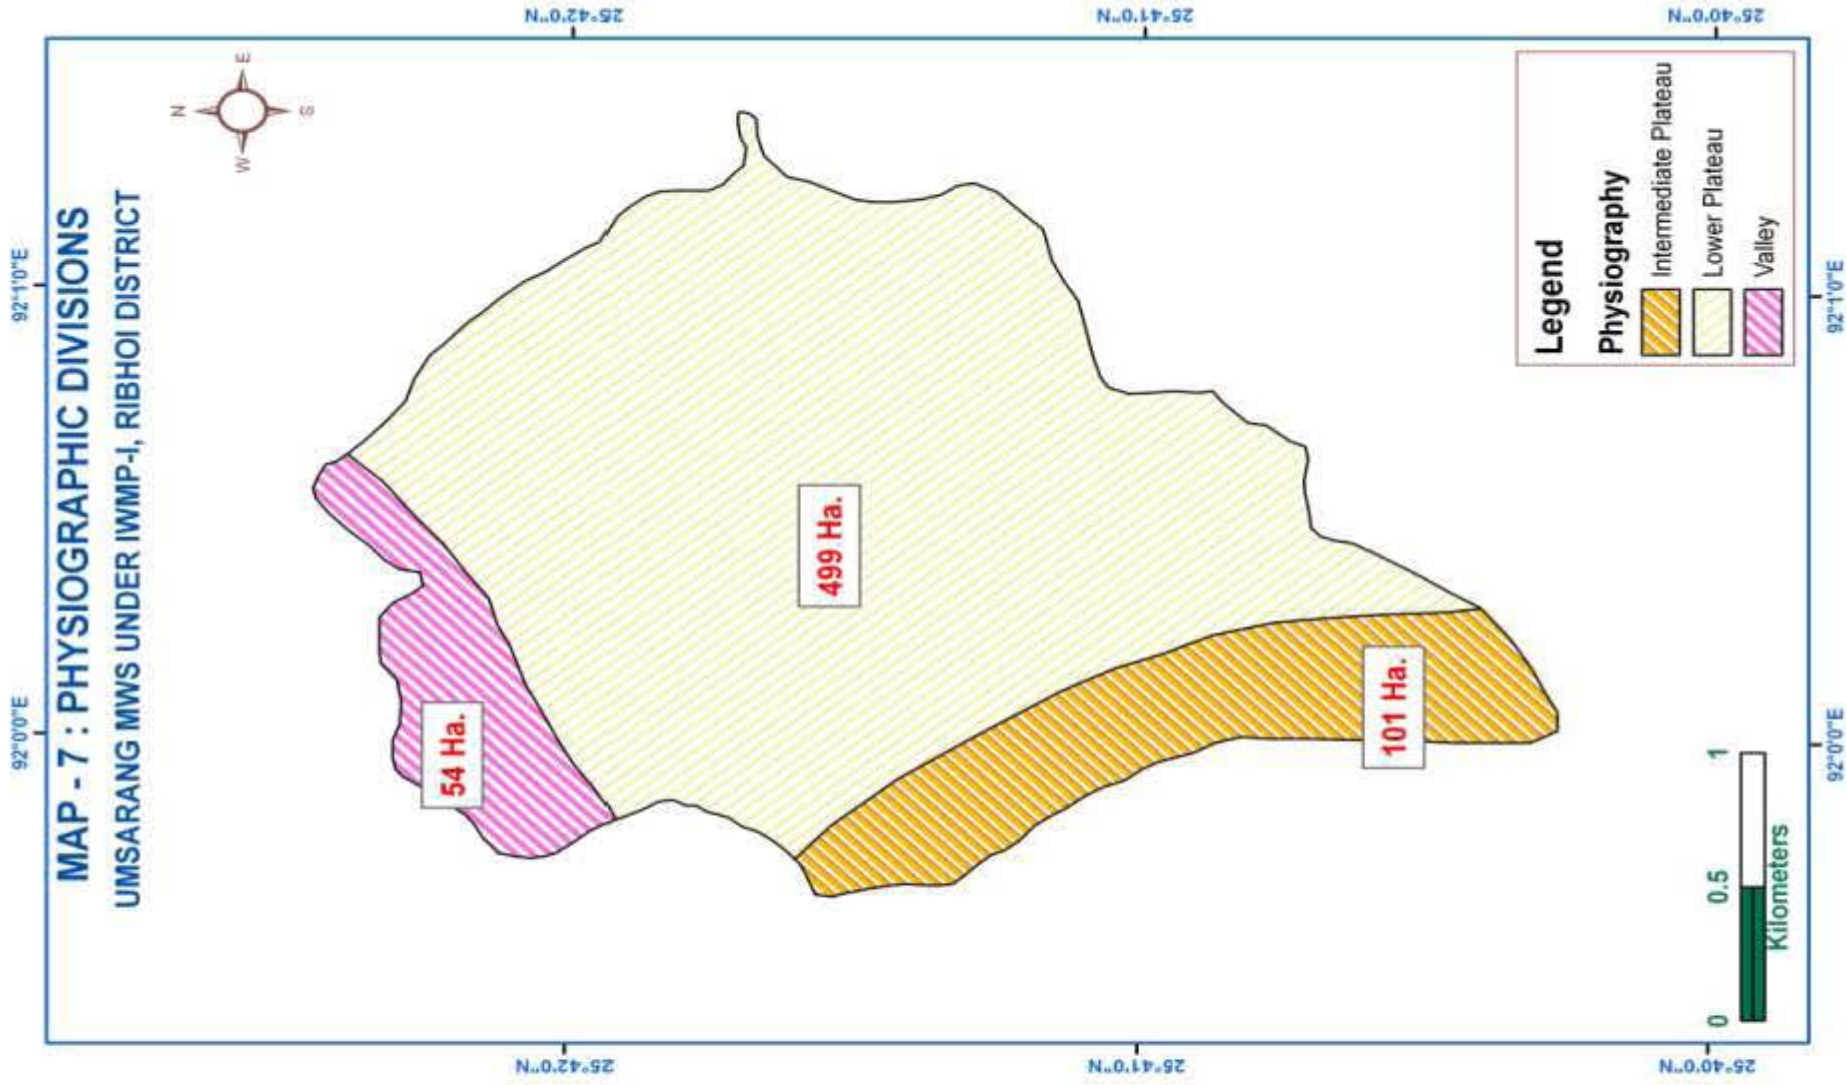 MAP - 7 : PHYSIOGRAPHIC DIVISIONS
UMSARANG MWS UNDER IWMP-I, RIBHOI DISTRICT
92°0'0"E
92°1'0"E
N
W
E
S
25°42'0"N
25°42'0"N
25°41'0"N
25°41'0"N
25°40'0"N
25°40'0"N
54 Ha.
499 Ha.
101 Ha.
Legend
Physiography
Intermediate Plateau
Lower Plateau
Valley
0 0.5 1
Kilometers
92°0'0"E
92°1'0"E